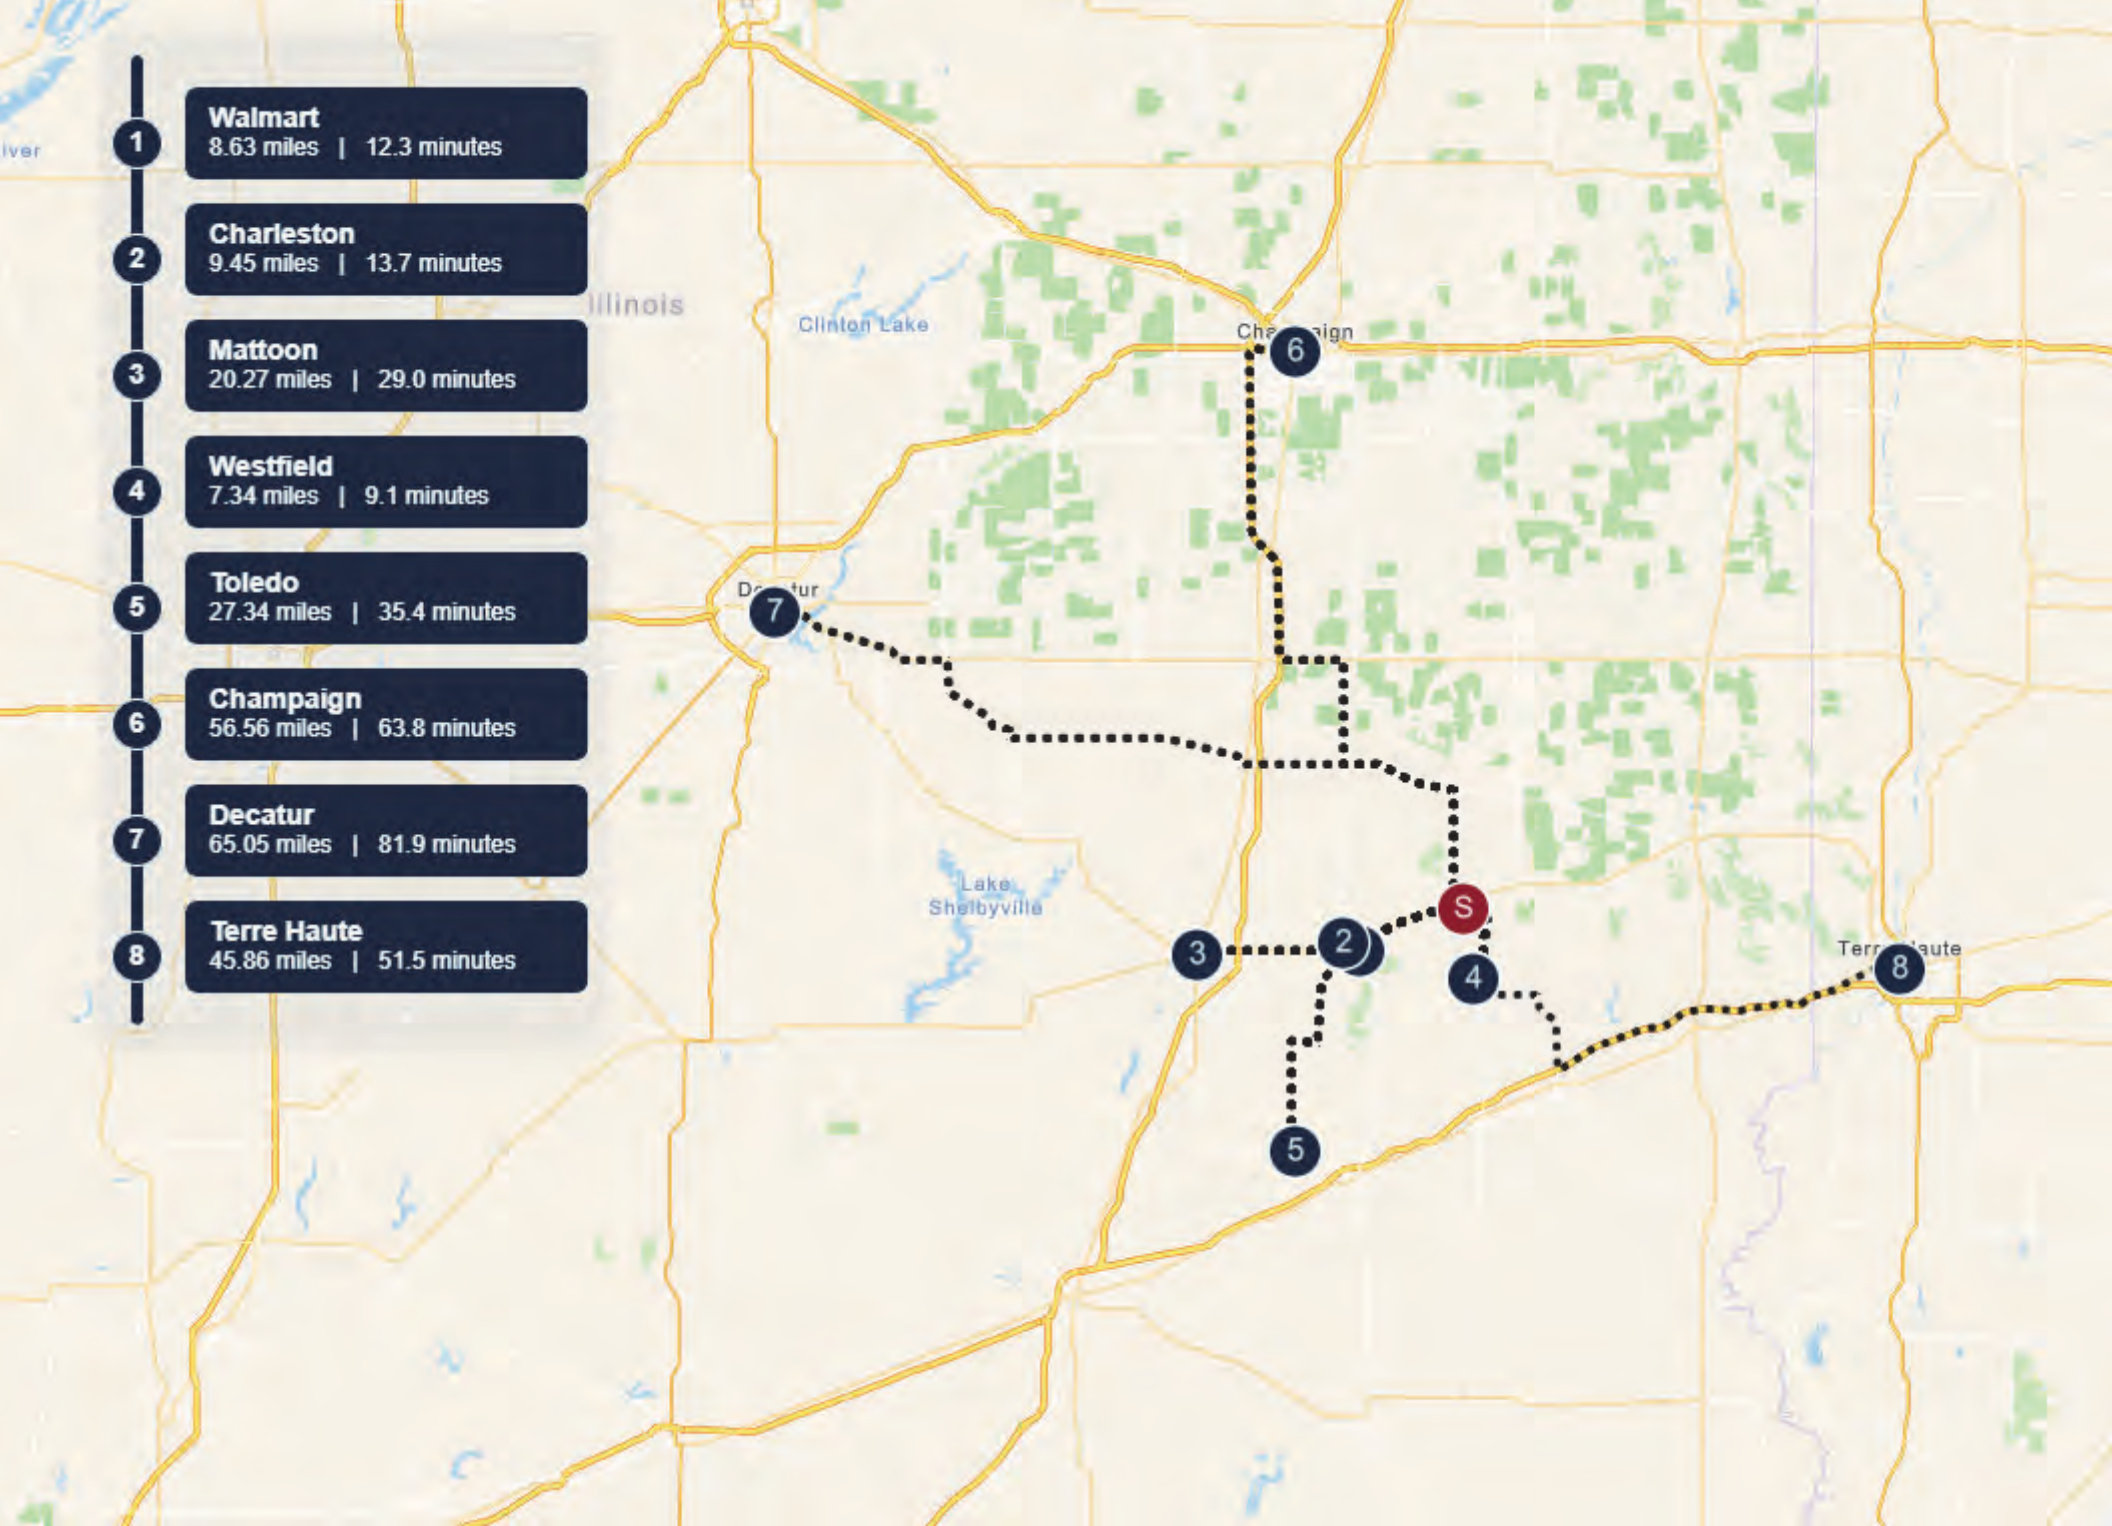 1
Walmart
8.63 miles | 12.3 minutes
2
Charleston
9.45 miles | 13.7 minutes
3
Mattoon
20.27 miles | 29.0 minutes
4
Westfield
7.34 miles | 9.1 minutes
5
Toledo
27.34 miles | 35.4 minutes
6
Champaign
56.56 miles | 63.8 minutes
7
Decatur
65.05 miles | 81.9 minutes
8
Terre Haute
45.86 miles | 51.5 minutes
iver
Illinois
Clinton Lake
6
7
Lake
Shelbyville
S
2
3
4
8
5